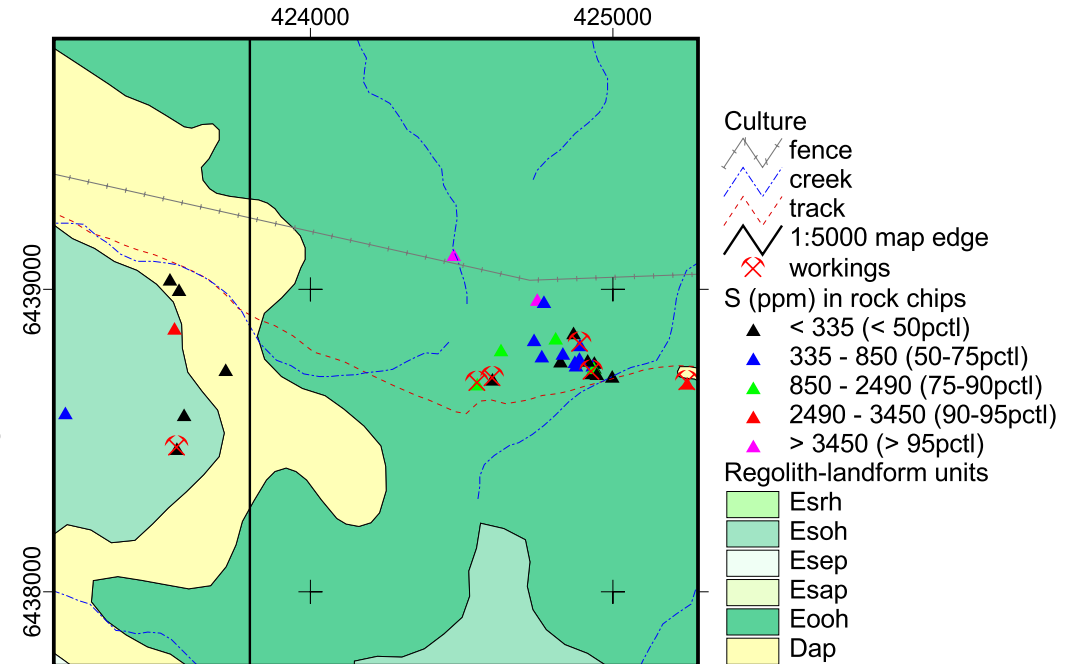 424000
425000
6439000
6438000
Culture
fence
creek
track
1:5000 map edge
workings
S (ppm) in rock chips
< 335 (< 50pctl)
335 - 850 (50-75pctl)
850 - 2490 (75-90pctl)
2490 - 3450 (90-95pctl)
> 3450 (> 95pctl)
Regolith-landform units
Esrh
Esoh
Esep
Esap
Eooh
Dap